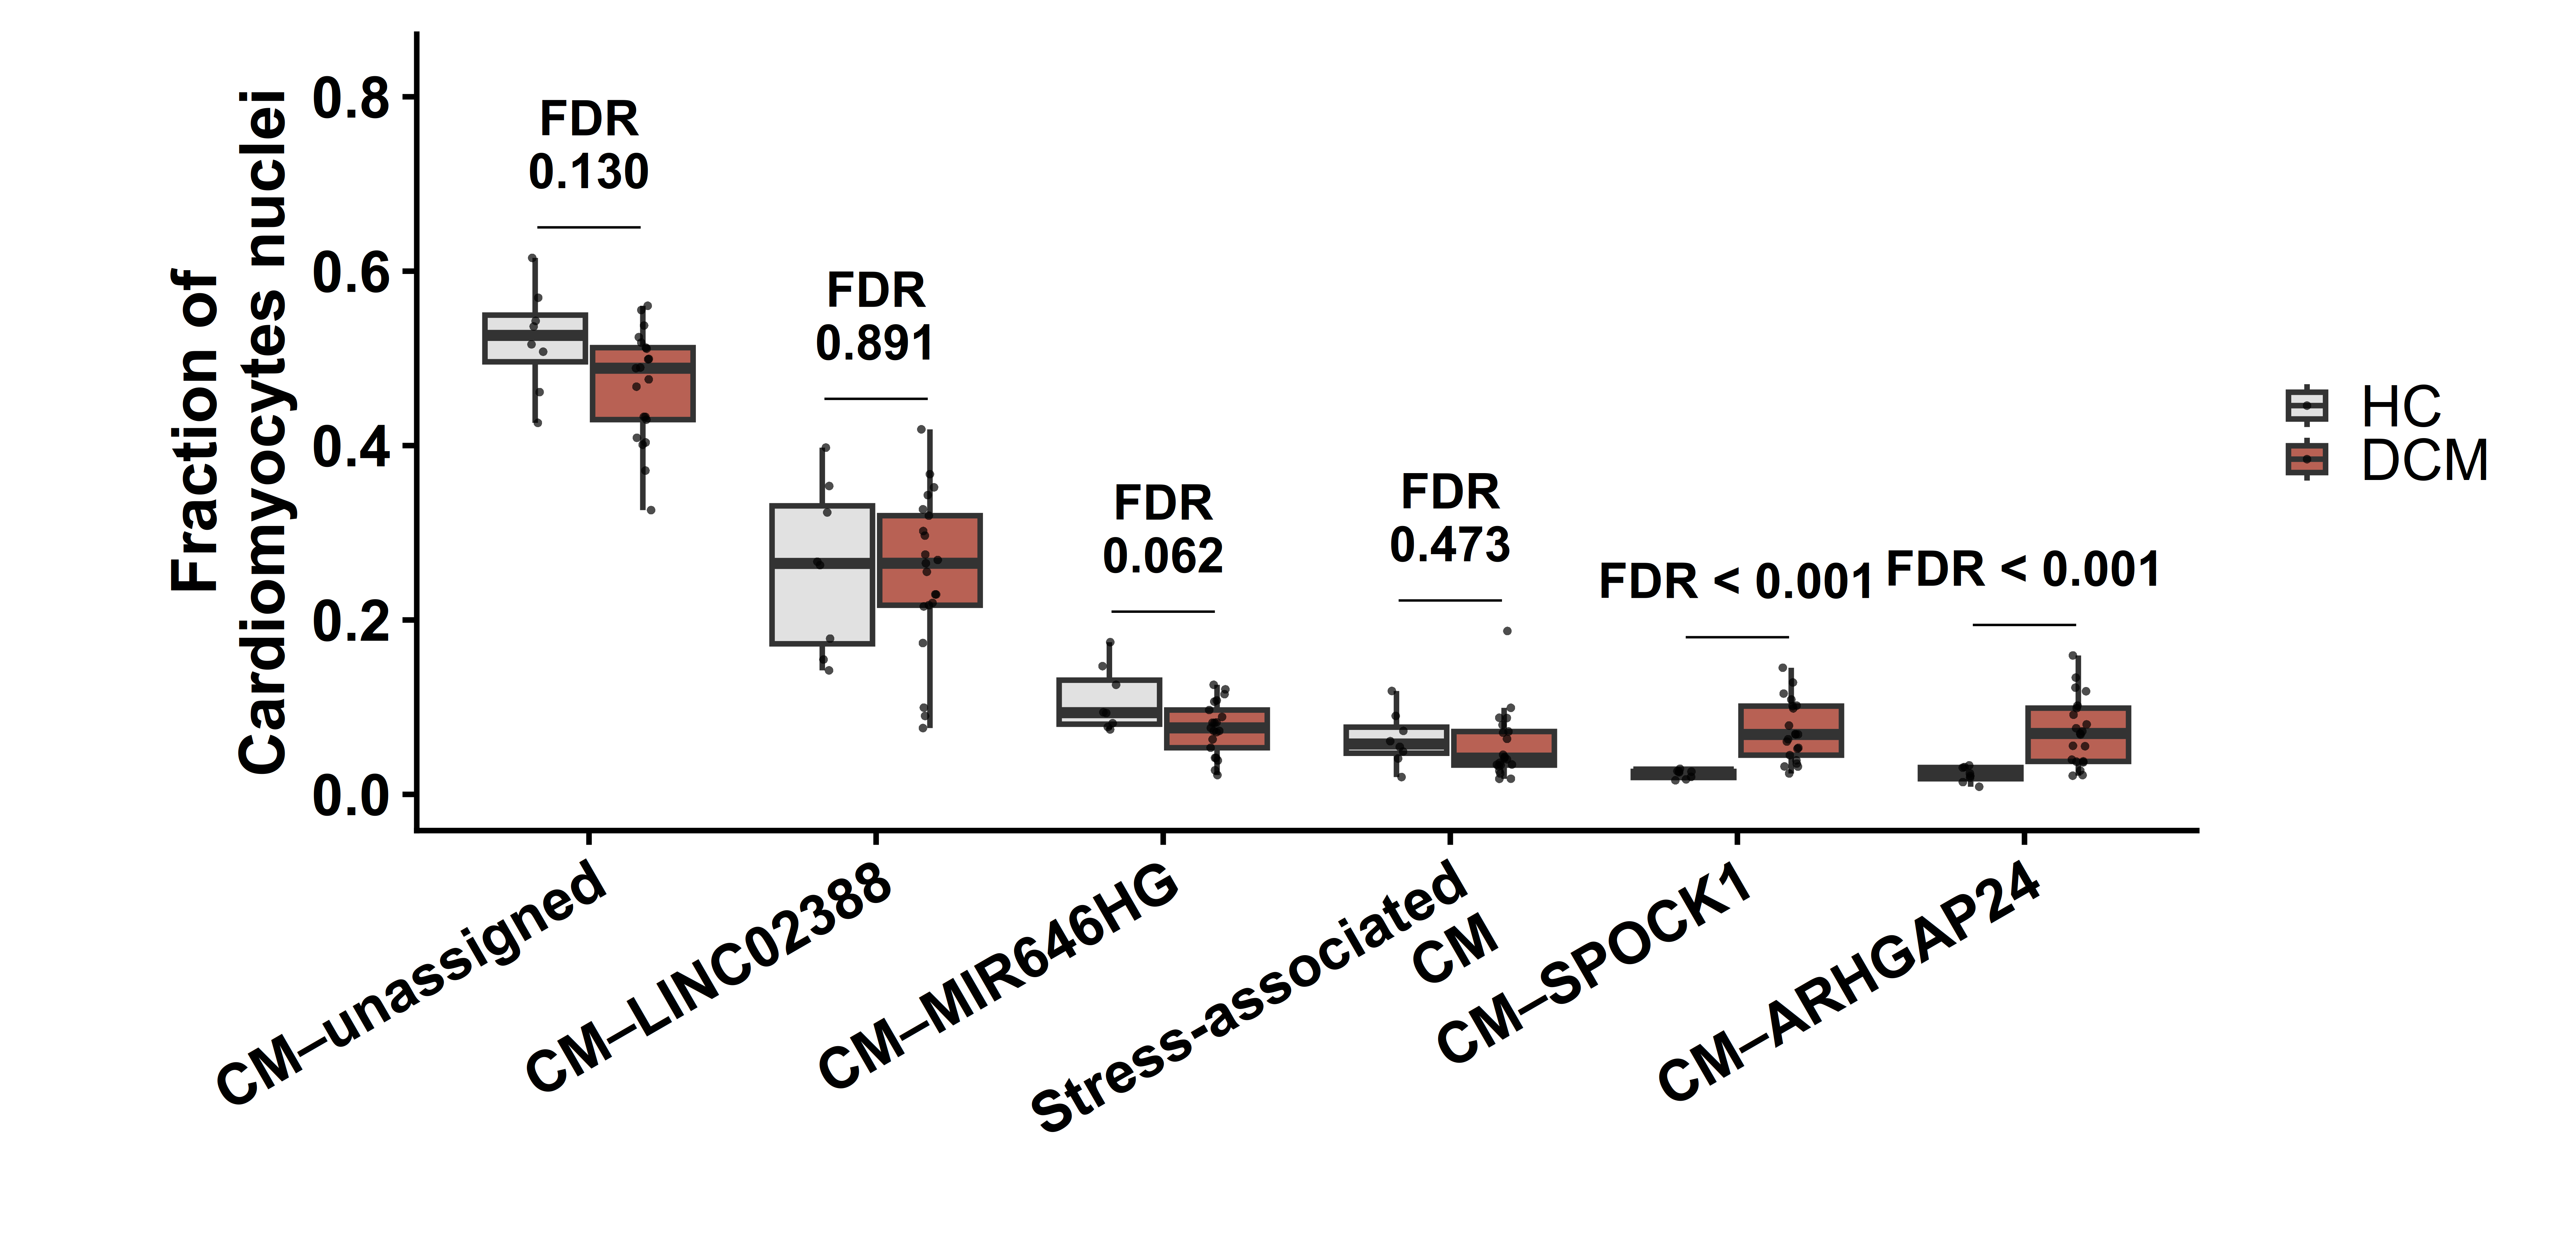 Fraction of
Cardiomyocytes nuclei
0.8
0.6
0.4
0.2
0.0
FDR
0.130
FDR
0.891
FDR
0.062
FDR
0.473
FDR < 0.001
FDR < 0.001
CM–unassigned
CM–LINC02388
CM–MIR646HG
Stress-associated
CM
CM–SPOCK1
CM–ARHGAP24
HC
DCM